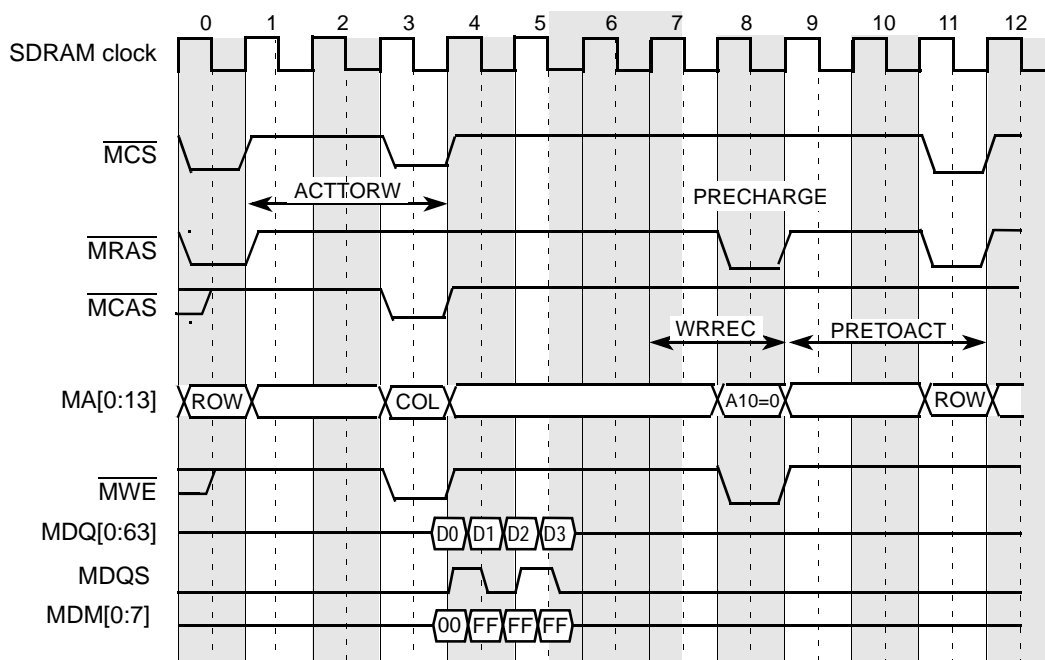 0 1 2 3 4 5 6 7 8 9 10 11 12
SDRAM clock
MCS
ACTTORW
PRECHARGE
MRAS
MCAS
WRREC
PRETOACT
MA[0:13] ROW COL A10=0 ROW
MWE
MDQ[0:63] D0 D1 D2 D3
MDQS
MDM[0:7] 00 FF FF FF